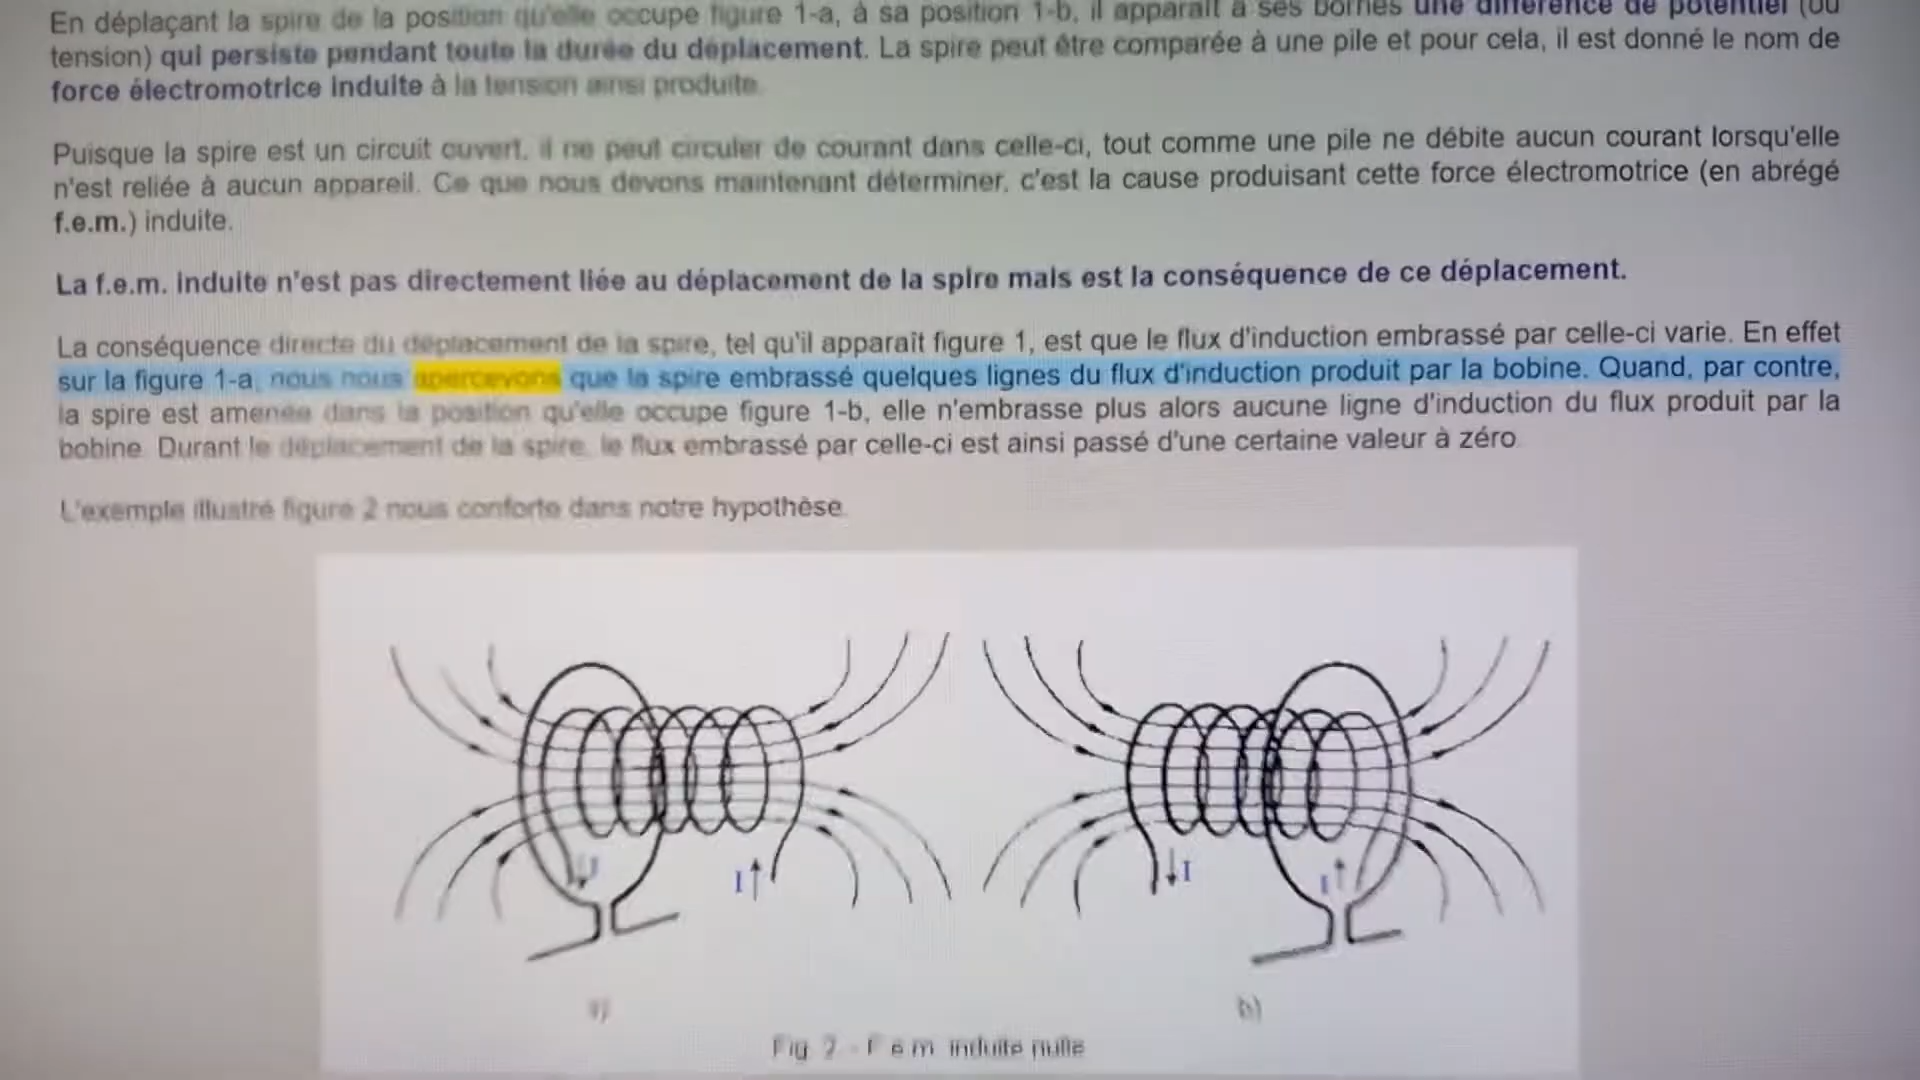 En déplaçant la spire de la position qu'elle occupe figure 1-a, à sa position 1-b, il apparaît à ses bornes une différence de potentiel (ou
tension) qui persiste pendant toute la durée du déplacement. La spire peut être comparée à une pile et pour cela, il est donné le nom de
force électromotrice induite à la tension ainsi produite.
Puisque la spire est un circuit ouvert, il ne peut circuler de courant dans celle-ci, tout comme une pile ne débite aucun courant lorsqu'elle
n'est reliée à aucun appareil. Ce que nous devons maintenant déterminer, c'est la cause produisant cette force électromotrice (en abrégé
f.e.m.) induite.
La f.e.m. induite n'est pas directement liée au déplacement de la spire mais est la conséquence de ce déplacement.
La conséquence directe du déplacement de la spire, tel qu'il apparaît figure 1, est que le flux d'induction embrassé par celle-ci varie. En effet
sur la figure 1-a, nous nous apercevons que la spire embrassé quelques lignes du flux d'induction produit par la bobine. Quand, par contre,
la spire est amenée dans la position qu'elle occupe figure 1-b, elle n'embrasse plus alors aucune ligne d'induction du flux produit par la
bobine. Durant le déplacement de la spire, le flux embrassé par celle-ci est ainsi passé d'une certaine valeur à zéro.
L'exemple illustré figure 2 nous conforte dans notre hypothèse.
I I I I
a) b)
Fig. 2. - F.e.m. induite nulle